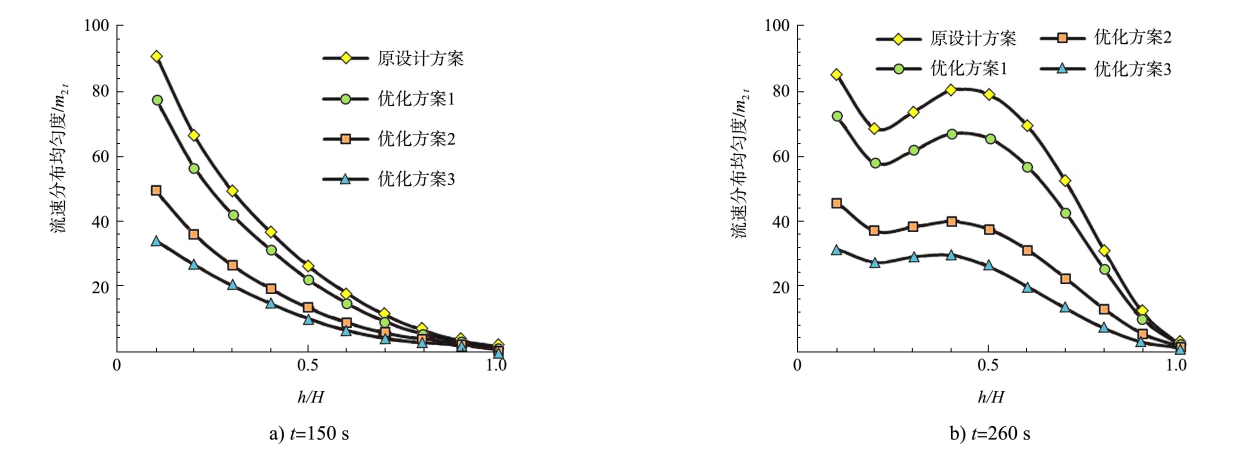 流速分布均匀度/m2t
100
80
60
40
20
0
0.5
1.0
原设计方案
优化方案1
优化方案2
优化方案3
h/H
a) t=150 s
流速分布均匀度/m2t
100
80
60
40
20
0
0.5
1.0
原设计方案
优化方案2
优化方案1
优化方案3
h/H
b) t=260 s